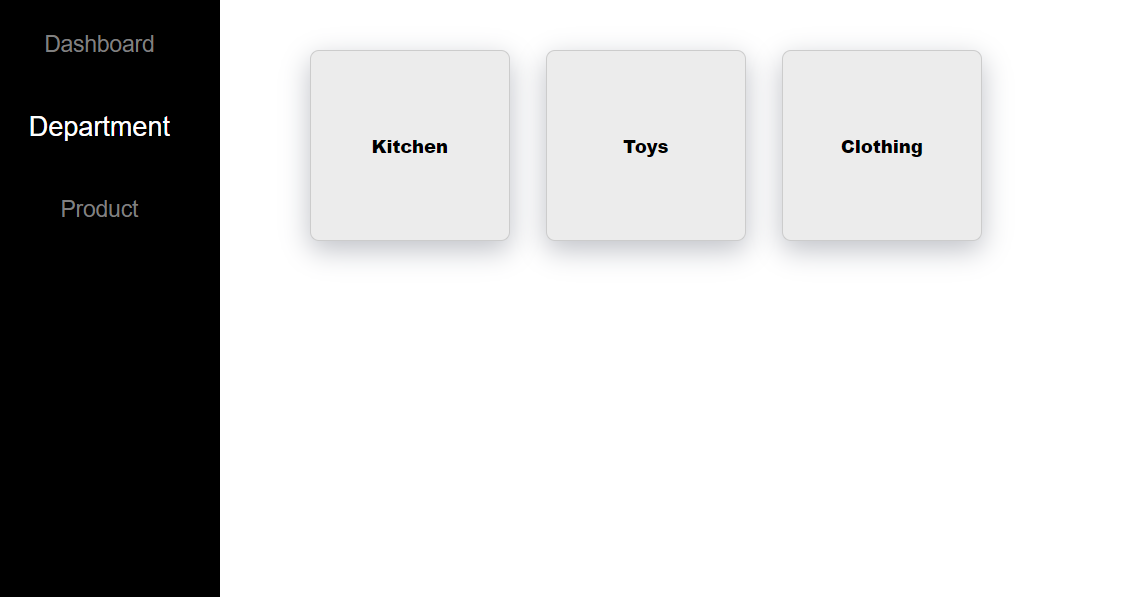 Dashboard
Department
Product
Kitchen
Toys
Clothing